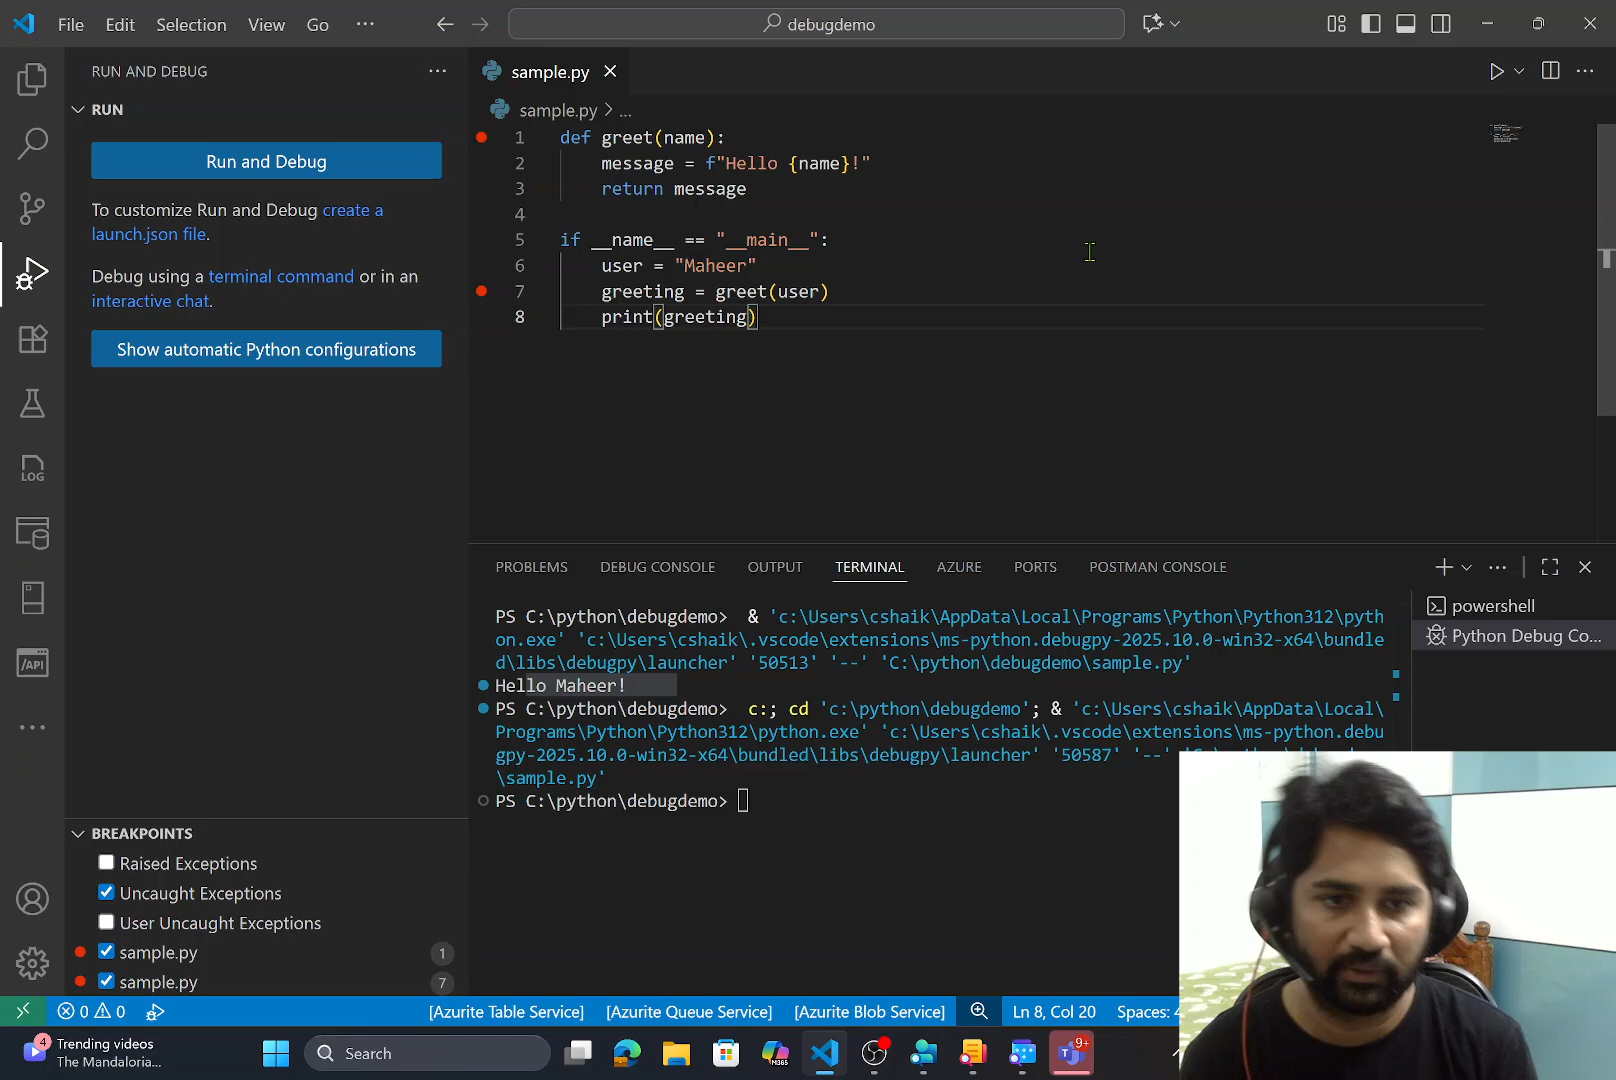 File Edit Selection View Go ··· debugdemo
RUN AND DEBUG ···
RUN
Run and Debug
To customize Run and Debug create a
launch.json file.
Debug using a terminal command or in an
interactive chat.
Show automatic Python configurations
LOG
/API
BREAKPOINTS
Raised Exceptions
Uncaught Exceptions
User Uncaught Exceptions
sample.py 1
sample.py 7
sample.py
sample.py > ...
1 def greet(name):
2 message = f"Hello {name}!"
3 return message
4
5 if __name__ == "__main__":
6 user = "Maheer"
7 greeting = greet(user)
8 print(greeting)
PROBLEMS DEBUG CONSOLE OUTPUT TERMINAL AZURE PORTS POSTMAN CONSOLE
PS C:\python\debugdemo> & 'c:\Users\cshaik\AppData\Local\Programs\Python\Python312\pyth
on.exe' 'c:\Users\cshaik\.vscode\extensions\ms-python.debugpy-2025.10.0-win32-x64\bundle
d\libs\debugpy\launcher' '50513' '--' 'C:\python\debugdemo\sample.py'
Hello Maheer!
PS C:\python\debugdemo> c:; cd 'c:\python\debugdemo'; & 'c:\Users\cshaik\AppData\Local\
Programs\Python\Python312\python.exe' 'c:\Users\cshaik\.vscode\extensions\ms-python.debu
gpy-2025.10.0-win32-x64\bundled\libs\debugpy\launcher' '50587' '--'
\sample.py'
PS C:\python\debugdemo>
powershell
Python Debug Co...
0 0 [Azurite Table Service] [Azurite Queue Service] [Azurite Blob Service] Ln 8, Col 20 Spaces:
4 Trending videos
The Mandaloria...
Search
M365
9+